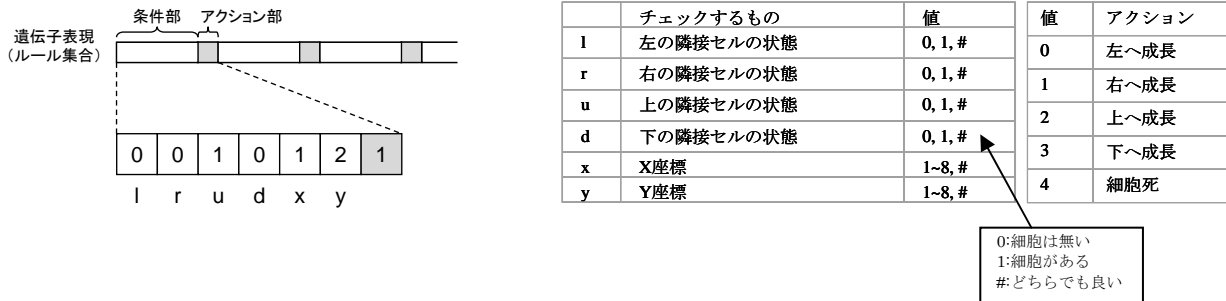 条件部 アクション部
遺伝子表現
(ルール集合)
0 0 1 0 1 2 1
l r u d x y
チェックするもの 値
l 左の隣接セルの状態 0, 1, #
r 右の隣接セルの状態 0, 1, #
u 上の隣接セルの状態 0, 1, #
d 下の隣接セルの状態 0, 1, #
x X座標 1~8, #
y Y座標 1~8, #
値 アクション
0 左へ成長
1 右へ成長
2 上へ成長
3 下へ成長
4 細胞死
0:細胞は無い
1:細胞がある
#:どちらでも良い